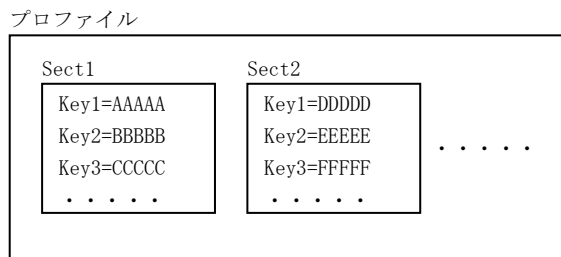 プロファイル
Sect1
Key1=AAAAA
Key2=BBBBB
Key3=CCCCC
・・・・・
Sect2
Key1=DDDDD
Key2=EEEEE
Key3=FFFFF
・・・・・
・・・・・